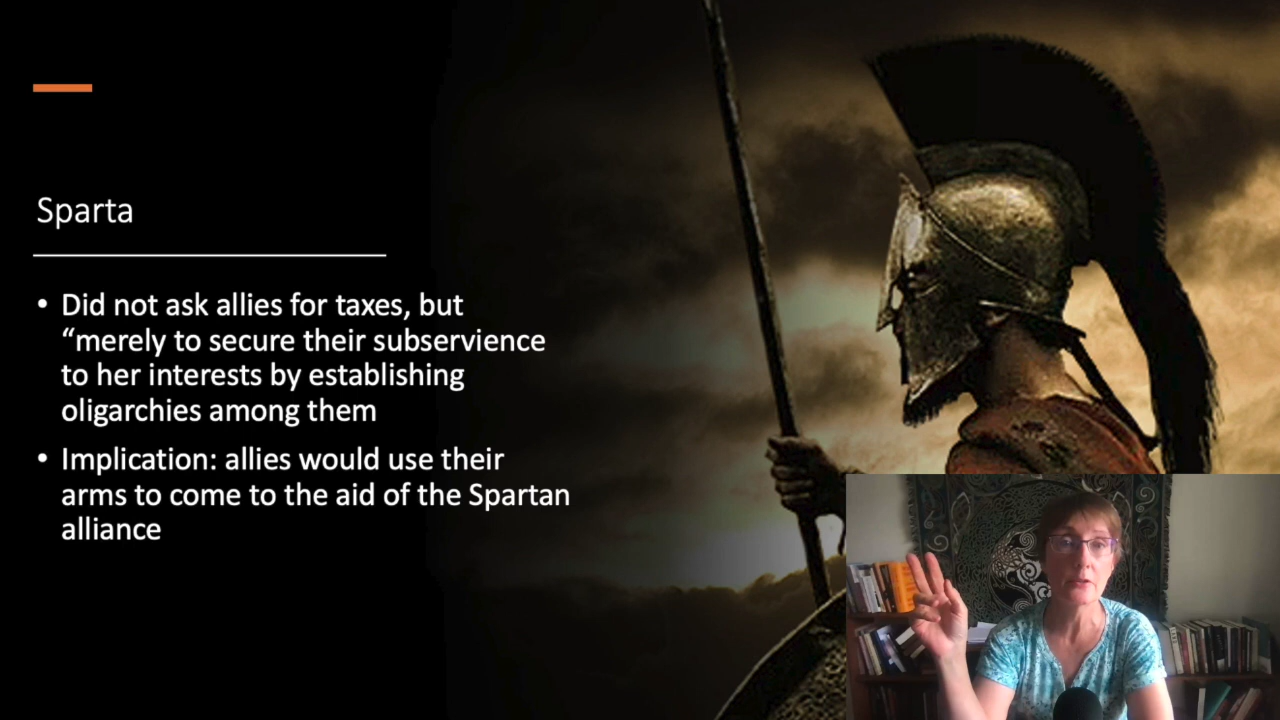 Sparta
• Did not ask allies for taxes, but
“merely to secure their subservience
to her interests by establishing
oligarchies among them
• Implication: allies would use their
arms to come to the aid of the Spartan
alliance